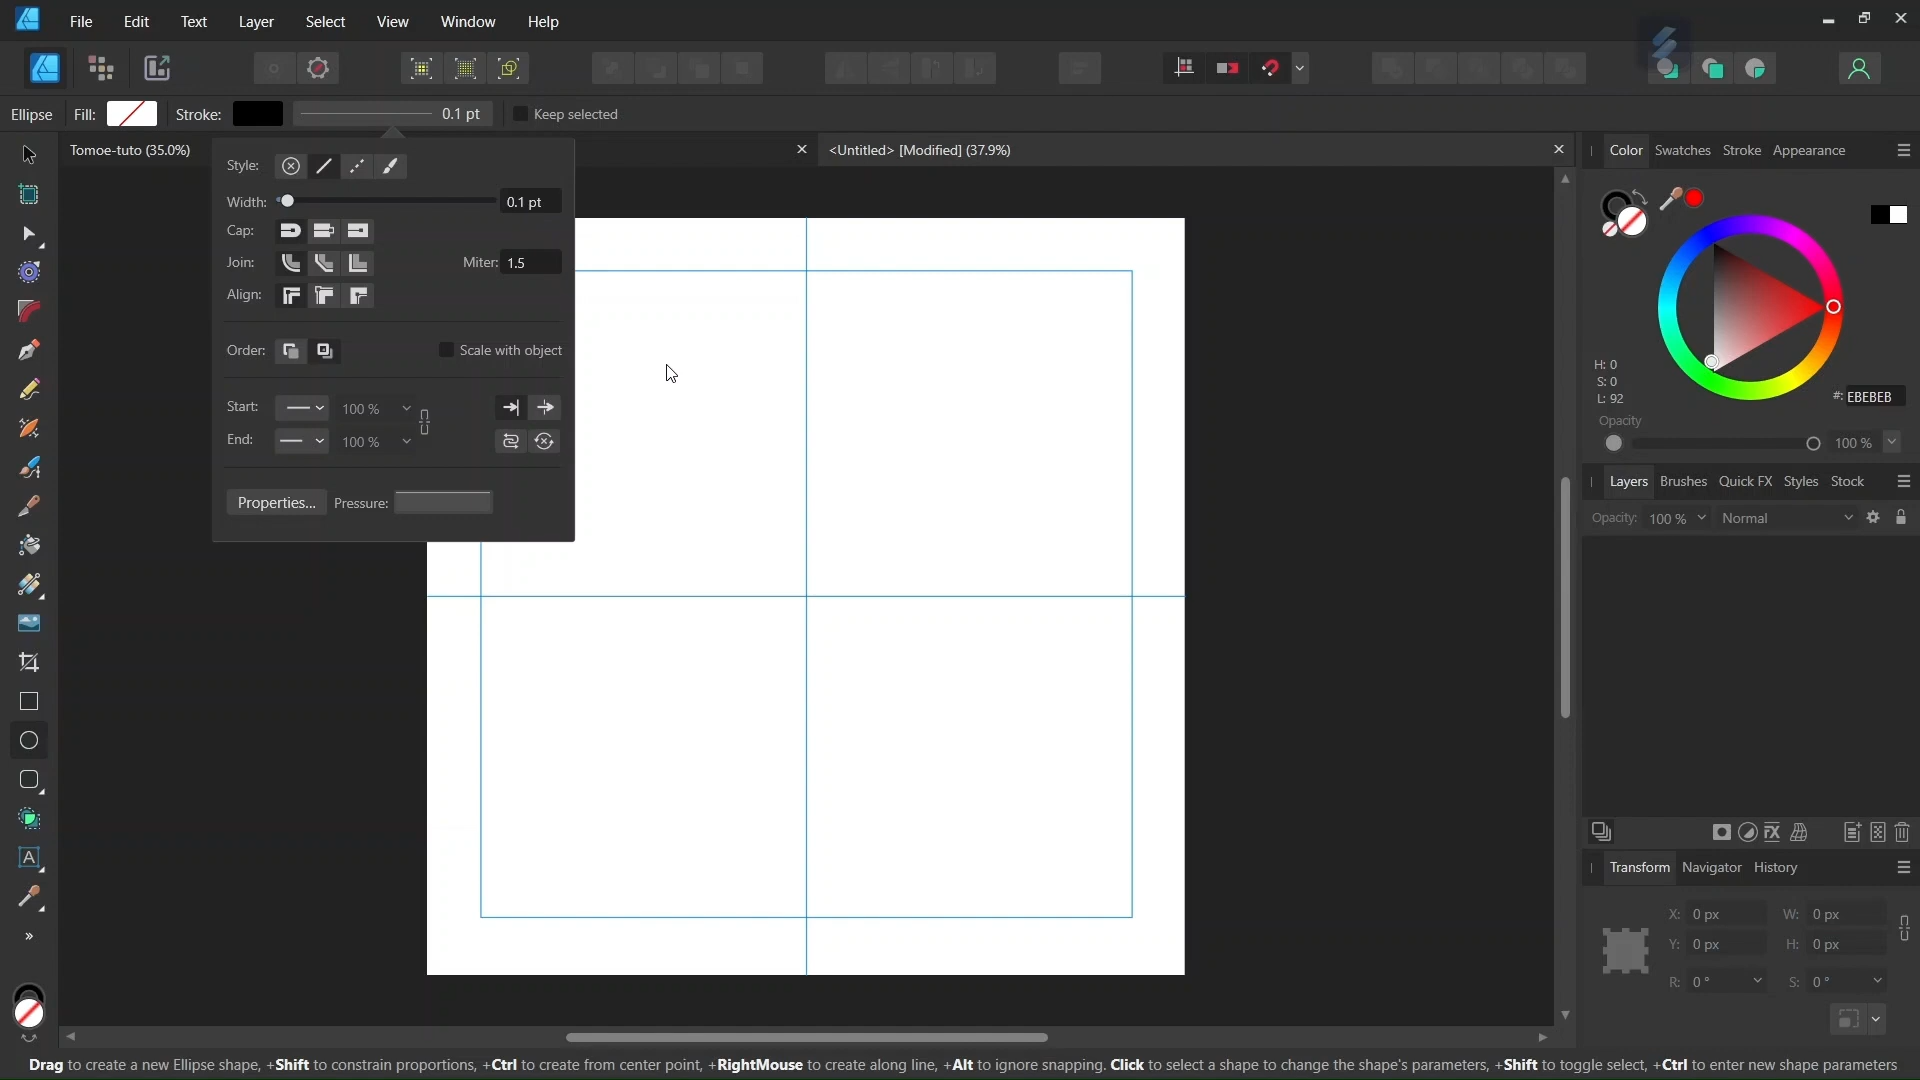 File Edit Text Layer Select View Window Help
Ellipse Fill: Stroke: 0.1 pt Keep selected
Tomoe-tuto (35.0%) <Untitled> [Modified] (37.9%)
Style:
Width: 0.1 pt
Cap:
Join: Miter: 1.5
Align:
Order: Scale with object
Start: 100 %
End: 100 %
Properties... Pressure:
Color Swatches Stroke Appearance
H: 0
S: 0
L: 92
#: EBEBEB
Opacity
100 %
Layers Brushes Quick FX Styles Stock
Opacity: 100 % Normal
Transform Navigator History
X: 0 px W: 0 px
Y: 0 px H: 0 px
R: 0 ° S: 0 °
Drag to create a new Ellipse shape, +Shift to constrain proportions, +Ctrl to create from center point, +RightMouse to create along line, +Alt to ignore snapping. Click to select a shape to change the shape's parameters, +Shift to toggle select, +Ctrl to enter new shape parameters